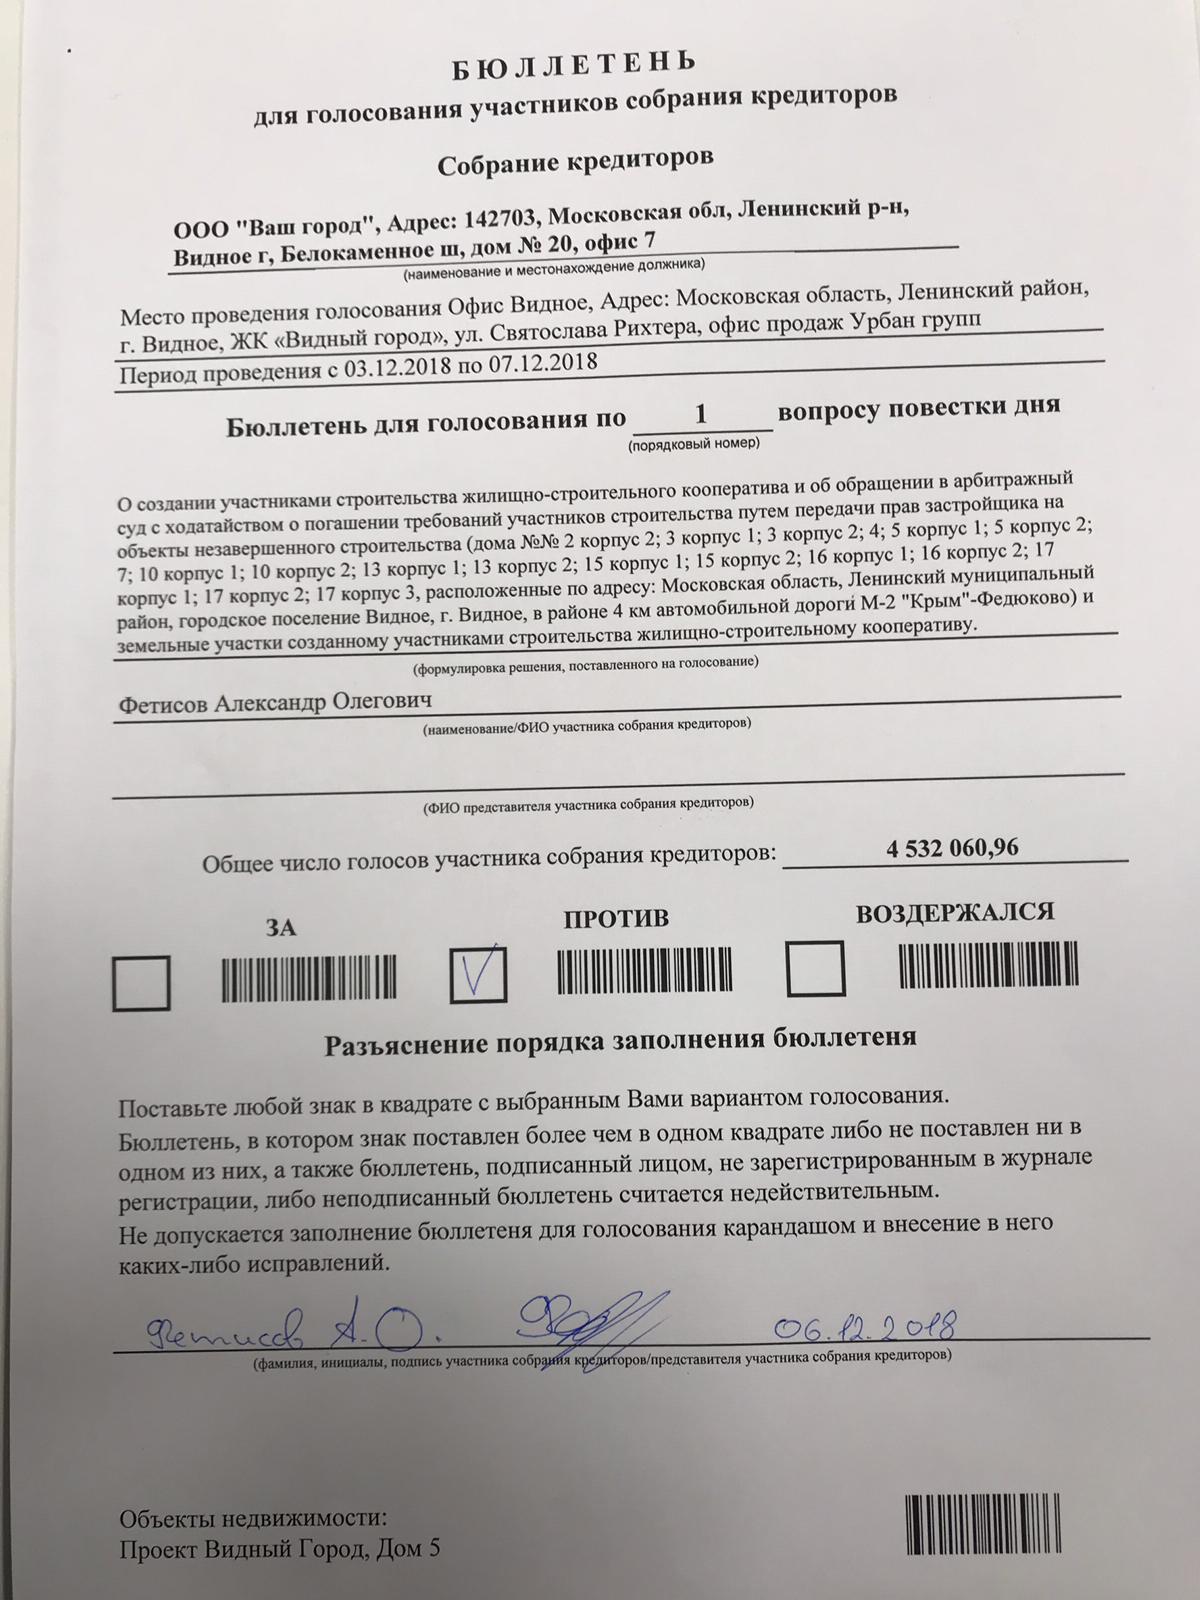 БЮЛЛЕТЕНЬ
для голосования участников собрания кредиторов
Собрание кредиторов
ООО "Ваш город", Адрес: 142703, Московская обл, Ленинский р-н,
Видное г, Белокаменное ш, дом № 20, офис 7
(наименование и местонахождение должника)
Место проведения голосования Офис Видное, Адрес: Московская область, Ленинский район,
г. Видное, ЖК «Видный город», ул. Святослава Рихтера, офис продаж Урбан групп
Период проведения с 03.12.2018 по 07.12.2018
Бюллетень для голосования по 1 вопросу повестки дня
(порядковый номер)
О создании участниками строительства жилищно-строительного кооператива и об обращении в арбитражный
суд с ходатайством о погашении требований участников строительства путем передачи прав застройщика на
объекты незавершенного строительства (дома №№ 2 корпус 2; 3 корпус 1; 3 корпус 2; 4; 5 корпус 1; 5 корпус 2;
7; 10 корпус 1; 10 корпус 2; 13 корпус 1; 13 корпус 2; 15 корпус 1; 15 корпус 2; 16 корпус 1; 16 корпус 2; 17
корпус 1; 17 корпус 2; 17 корпус 3, расположенные по адресу: Московская область, Ленинский муниципальный
район, городское поселение Видное, г. Видное, в районе 4 км автомобильной дороги М-2 "Крым"-Федюково) и
земельные участки созданному участниками строительства жилищно-строительному кооперативу.
(формулировка решения, поставленного на голосование)
Фетисов Александр Олегович
(наименование/ФИО участника собрания кредиторов)
(ФИО представителя участника собрания кредиторов)
Общее число голосов участника собрания кредиторов: 4 532 060,96
ЗА ПРОТИВ ВОЗДЕРЖАЛСЯ
Разъяснение порядка заполнения бюллетеня
Поставьте любой знак в квадрате с выбранным Вами вариантом голосования.
Бюллетень, в котором знак поставлен более чем в одном квадрате либо не поставлен ни в
одном из них, а также бюллетень, подписанный лицом, не зарегистрированным в журнале
регистрации, либо неподписанный бюллетень считается недействительным.
Не допускается заполнение бюллетеня для голосования карандашом и внесение в него
каких-либо исправлений.
Фетисов А.О. 06.12.2018
(фамилия, инициалы, подпись участника собрания кредиторов/представителя участника собрания кредиторов)
Объекты недвижимости:
Проект Видный Город, Дом 5